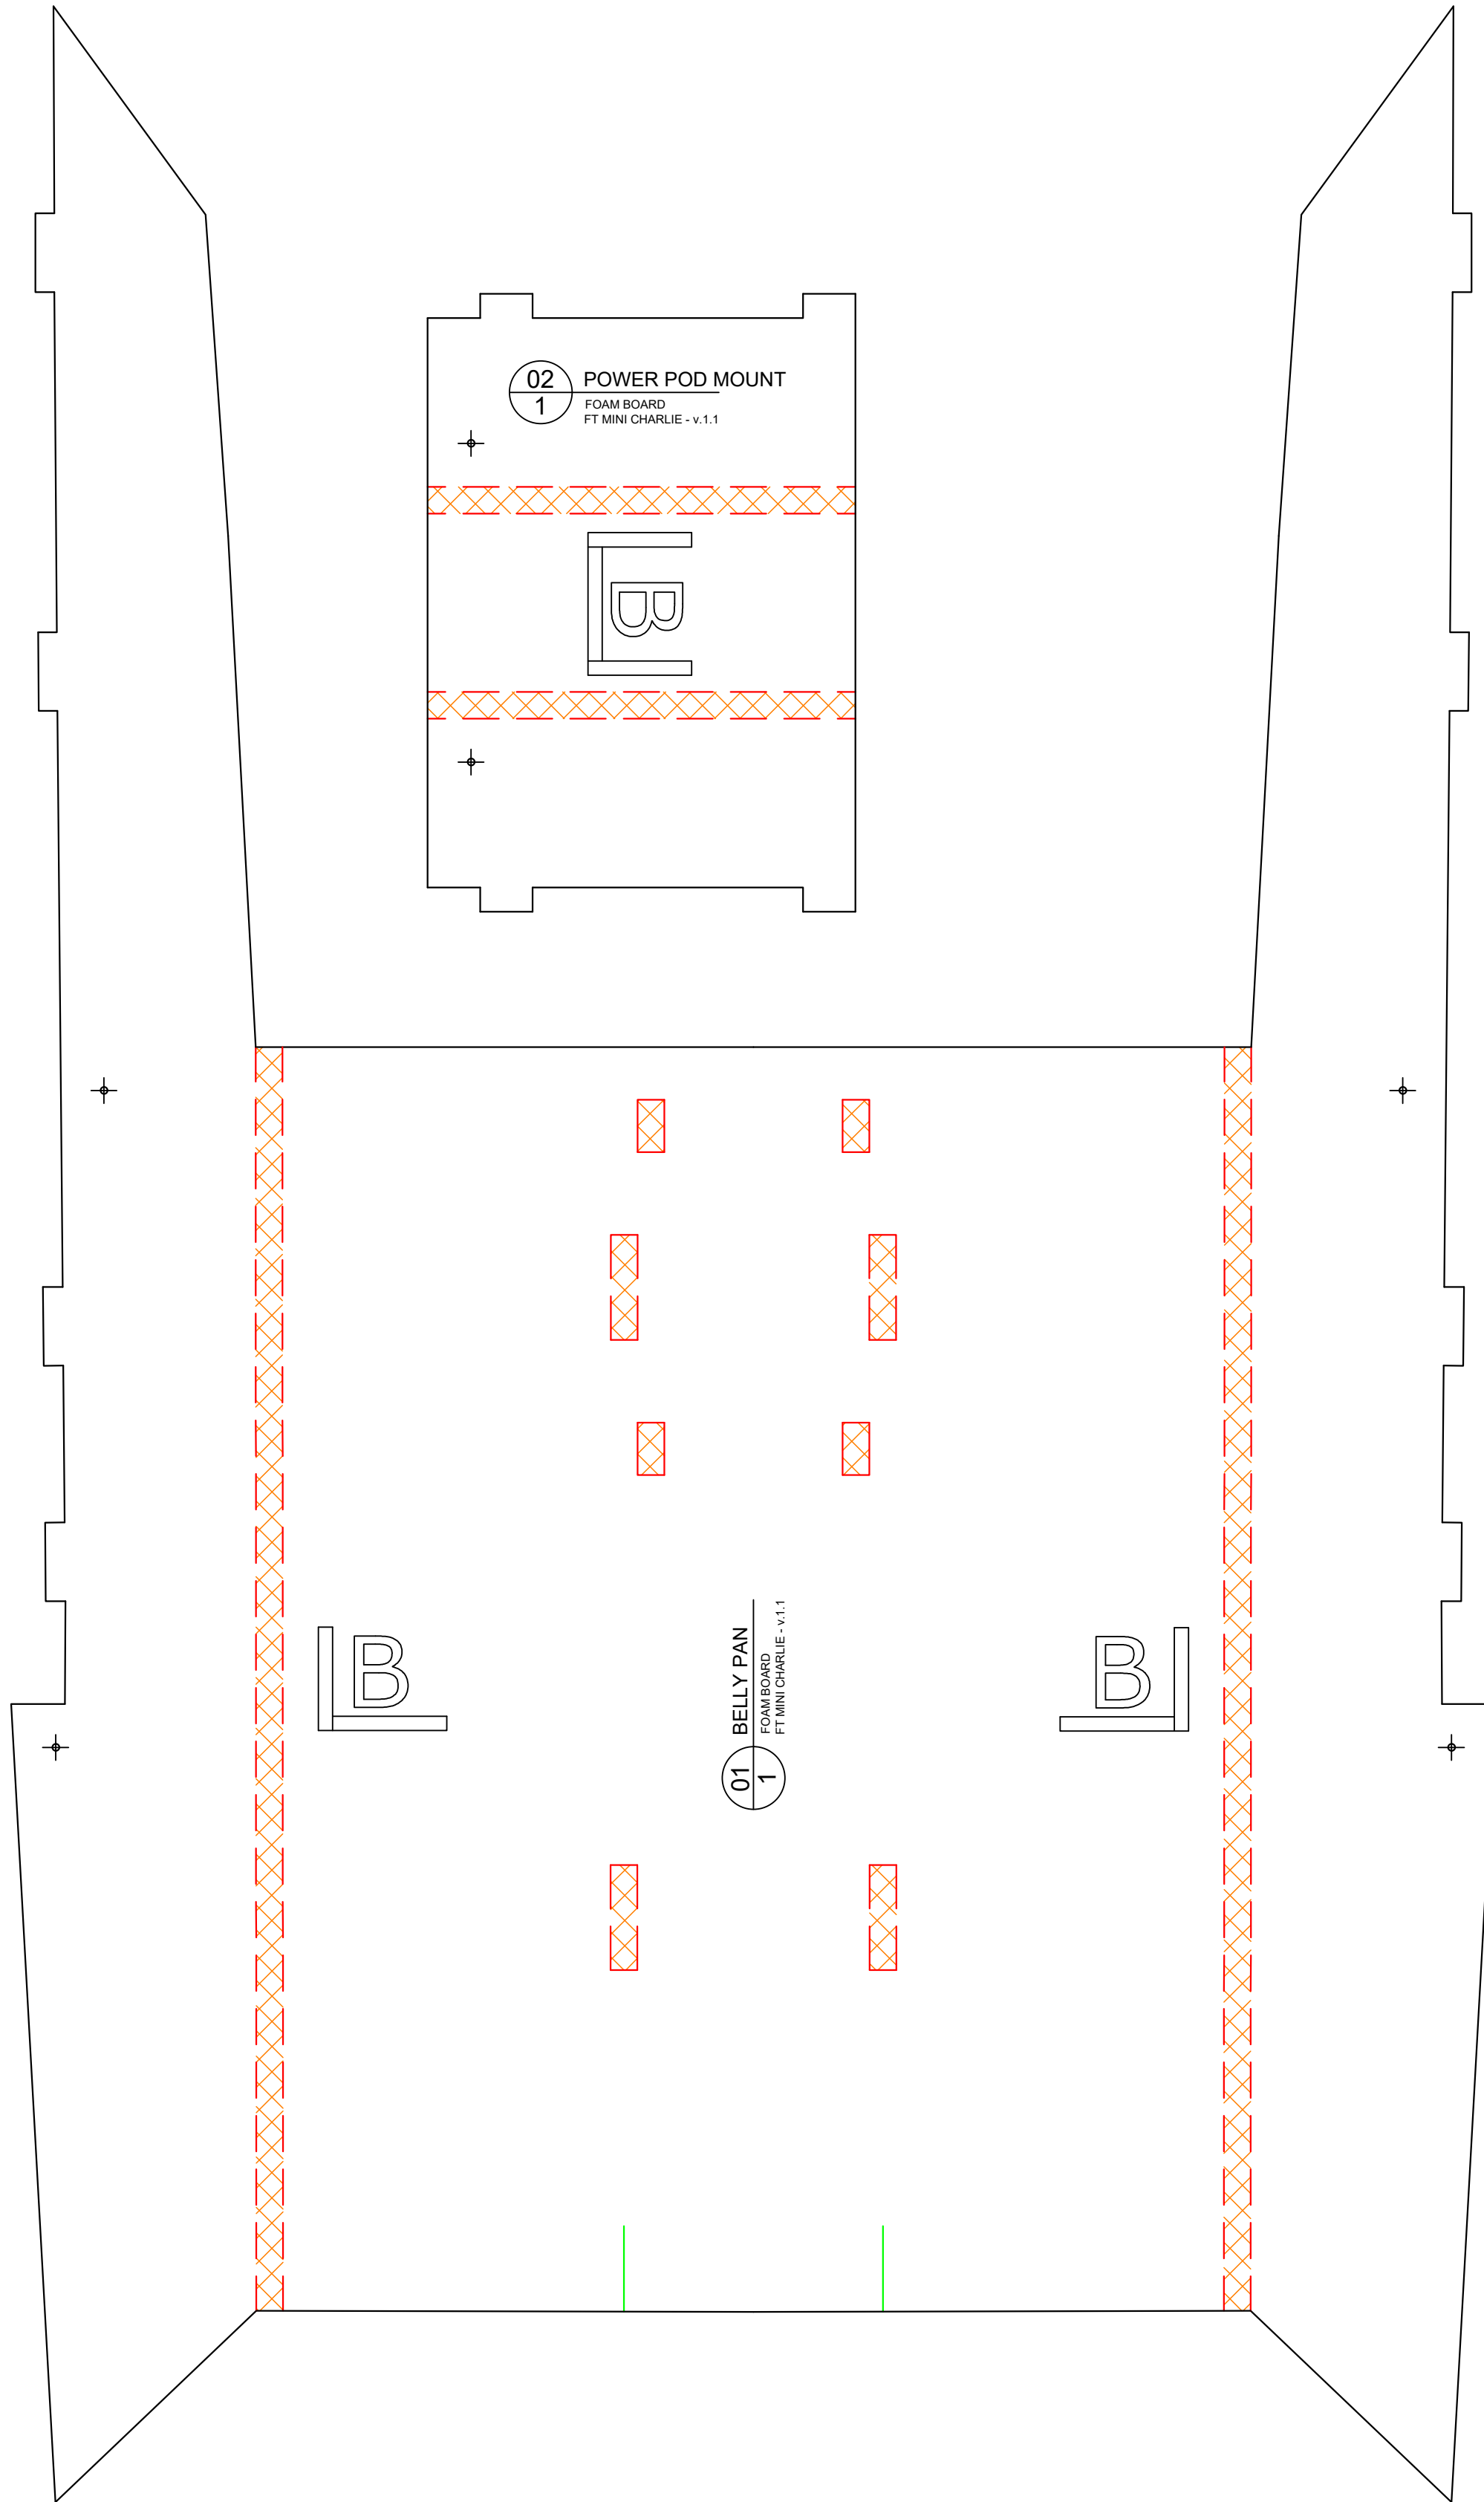 02
1
POWER POD MOUNT
FOAM BOARD
FT MINI CHARLIE - v.1.1
B
B
B
01
1
BELLY PAN
FOAM BOARD
FT MINI CHARLIE - v.1.1